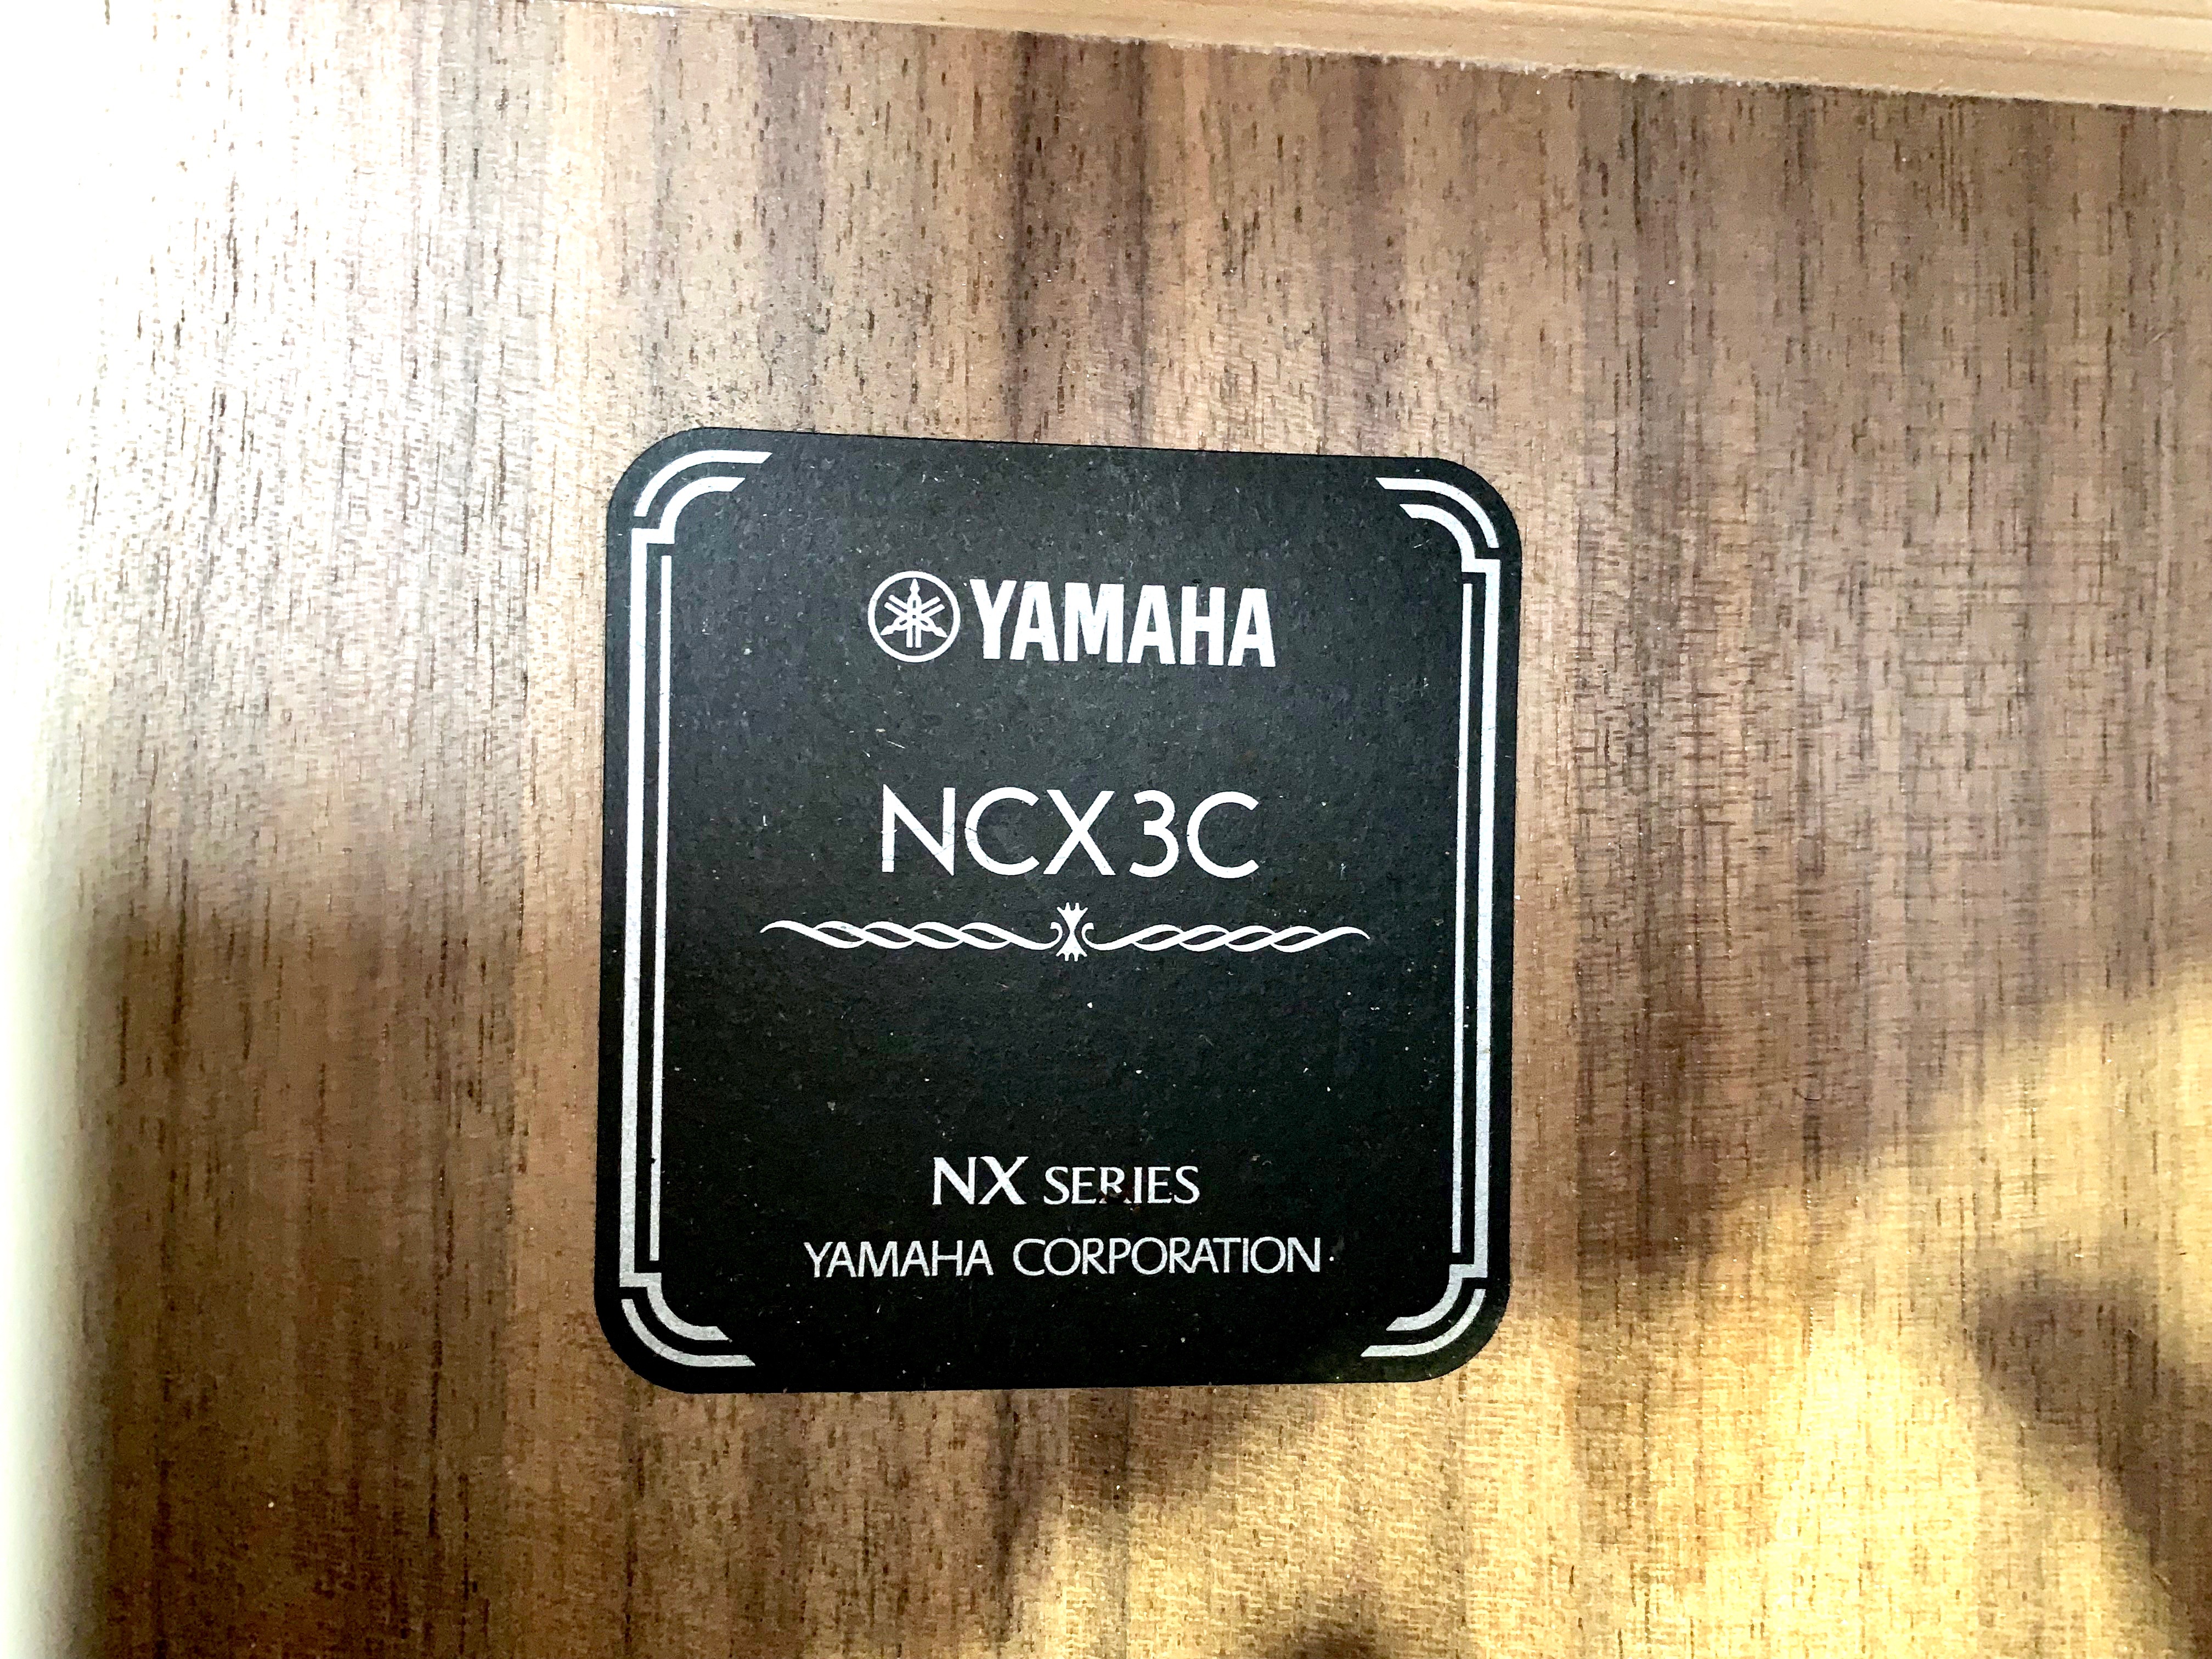 YAMAHA
NCX3C
NX SERIES
YAMAHA CORPORATION